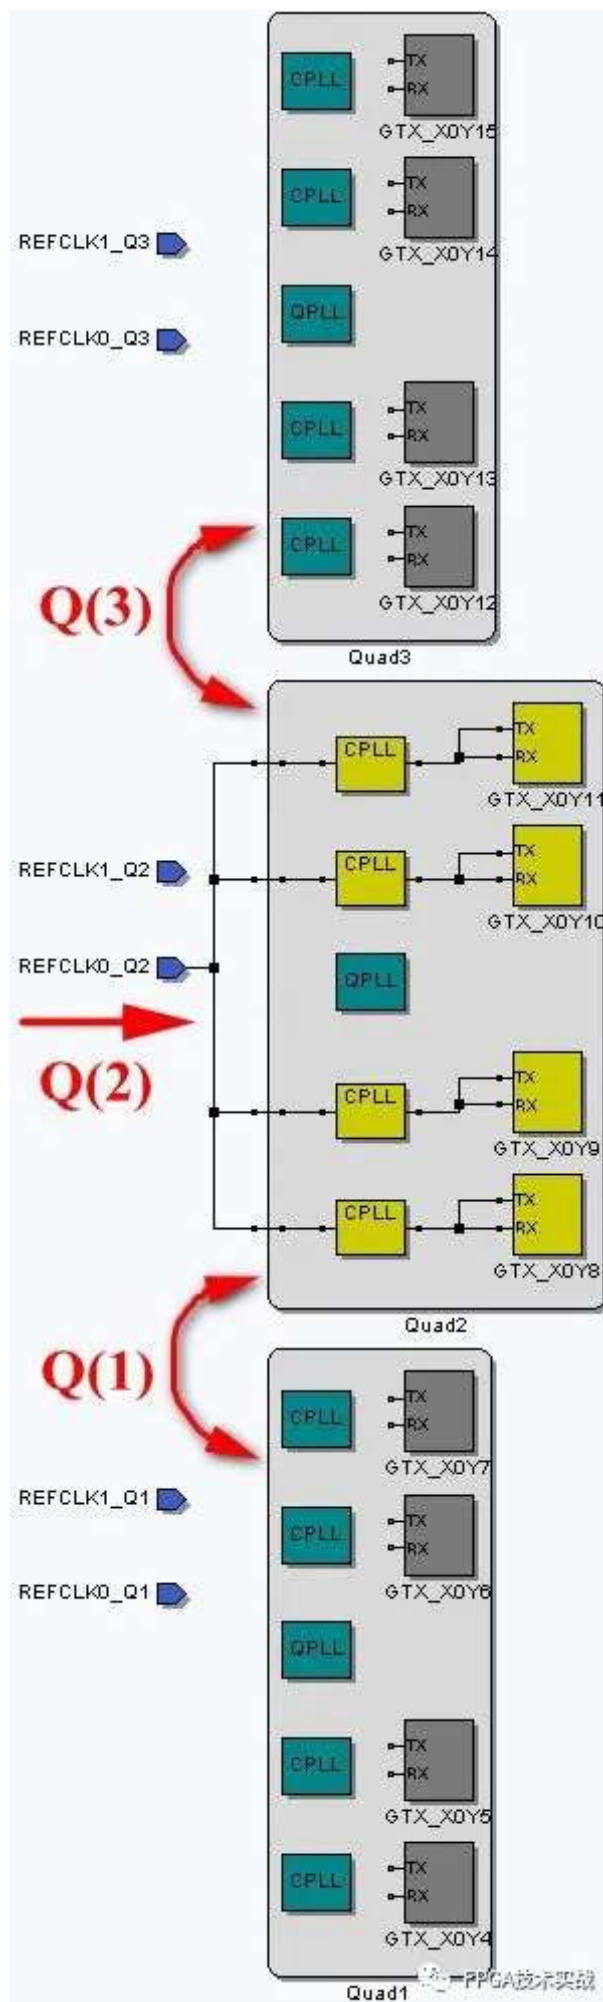 CPLL
TX
RX
GTX_X0Y15
CPLL
TX
RX
GTX_X0Y14
REFCLK1_Q3
QPLL
REFCLK0_Q3
CPLL
TX
RX
GTX_X0Y13
CPLL
TX
RX
GTX_X0Y12
Q(3)
Quad3
CPLL
TX
RX
GTX_X0Y11
CPLL
TX
RX
GTX_X0Y10
REFCLK1_Q2
REFCLK0_Q2
QPLL
Q(2)
CPLL
TX
RX
GTX_X0Y9
CPLL
TX
RX
GTX_X0Y8
Quad2
Q(1)
CPLL
TX
RX
GTX_X0Y7
REFCLK1_Q1
CPLL
TX
RX
GTX_X0Y6
REFCLK0_Q1
QPLL
CPLL
TX
RX
GTX_X0Y5
CPLL
TX
RX
GTX_X0Y4
FPGA技术实战
Quad1